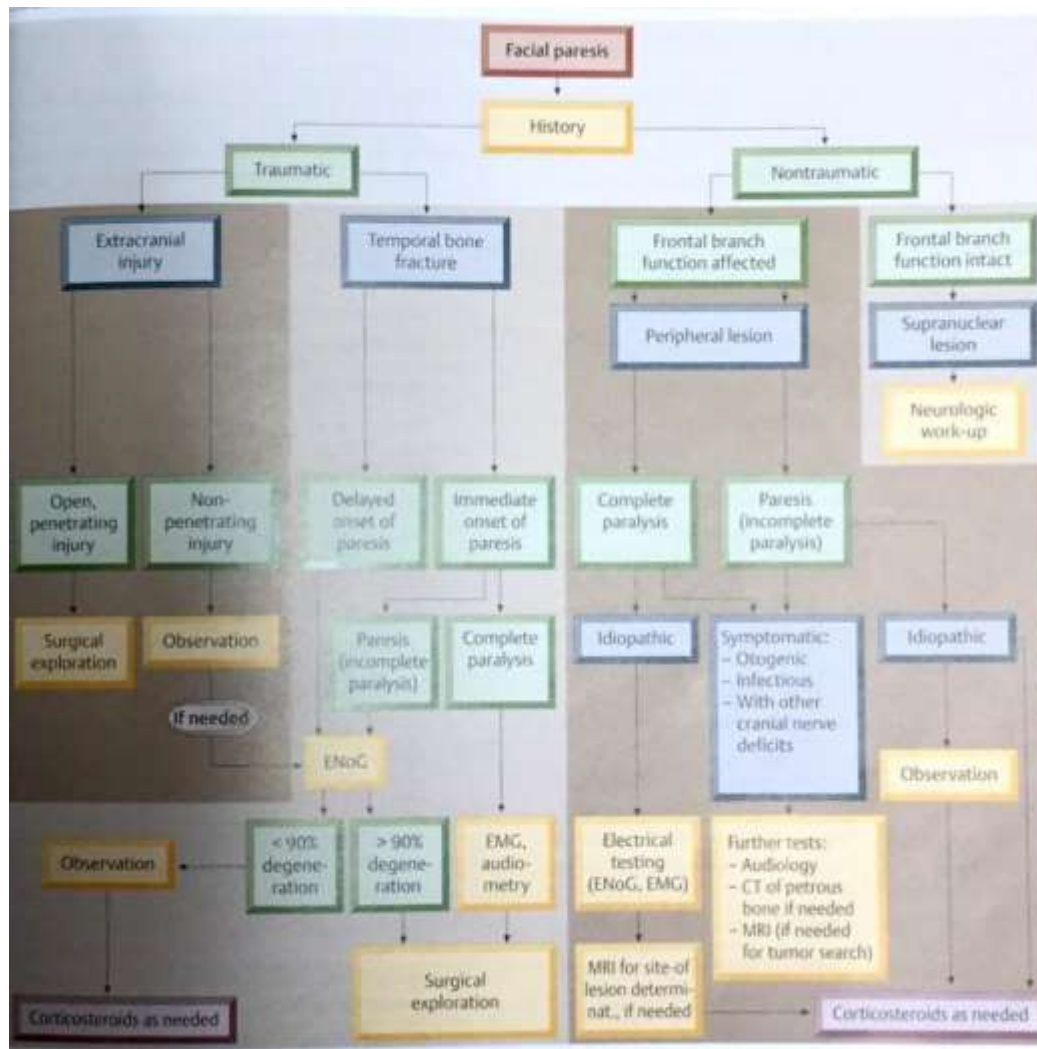 Facial paresis
History
Traumatic
Nontraumatic
Extracranial
injury
Temporal bone
fracture
Frontal branch
function affected
Frontal branch
function intact
Peripheral lesion
Supranuclear
lesion
Neurologic
work-up
Open,
penetrating
injury
Non-
penetrating
injury
Delayed
onset of
paresis
Immediate
onset of
paresis
Complete
paralysis
Paresis
(incomplete
paralysis)
Surgical
exploration
Observation
Paresis
(incomplete
paralysis)
Complete
paralysis
Idiopathic
Symptomatic:
– Otogenic
– Infectious
– With other
cranial nerve
deficits
Idiopathic
If needed
ENoG
Observation
Observation
< 90%
degene-
ration
> 90%
degene-
ration
EMG,
audio-
metry
Electrical
testing
(ENoG, EMG)
Further tests:
– Audiology
– CT of petrous
bone if needed
– MRI (if needed
for tumor search)
Surgical
exploration
MRI for site-of
lesion determi-
nat., if needed
Corticosteroids as needed
Corticosteroids as needed